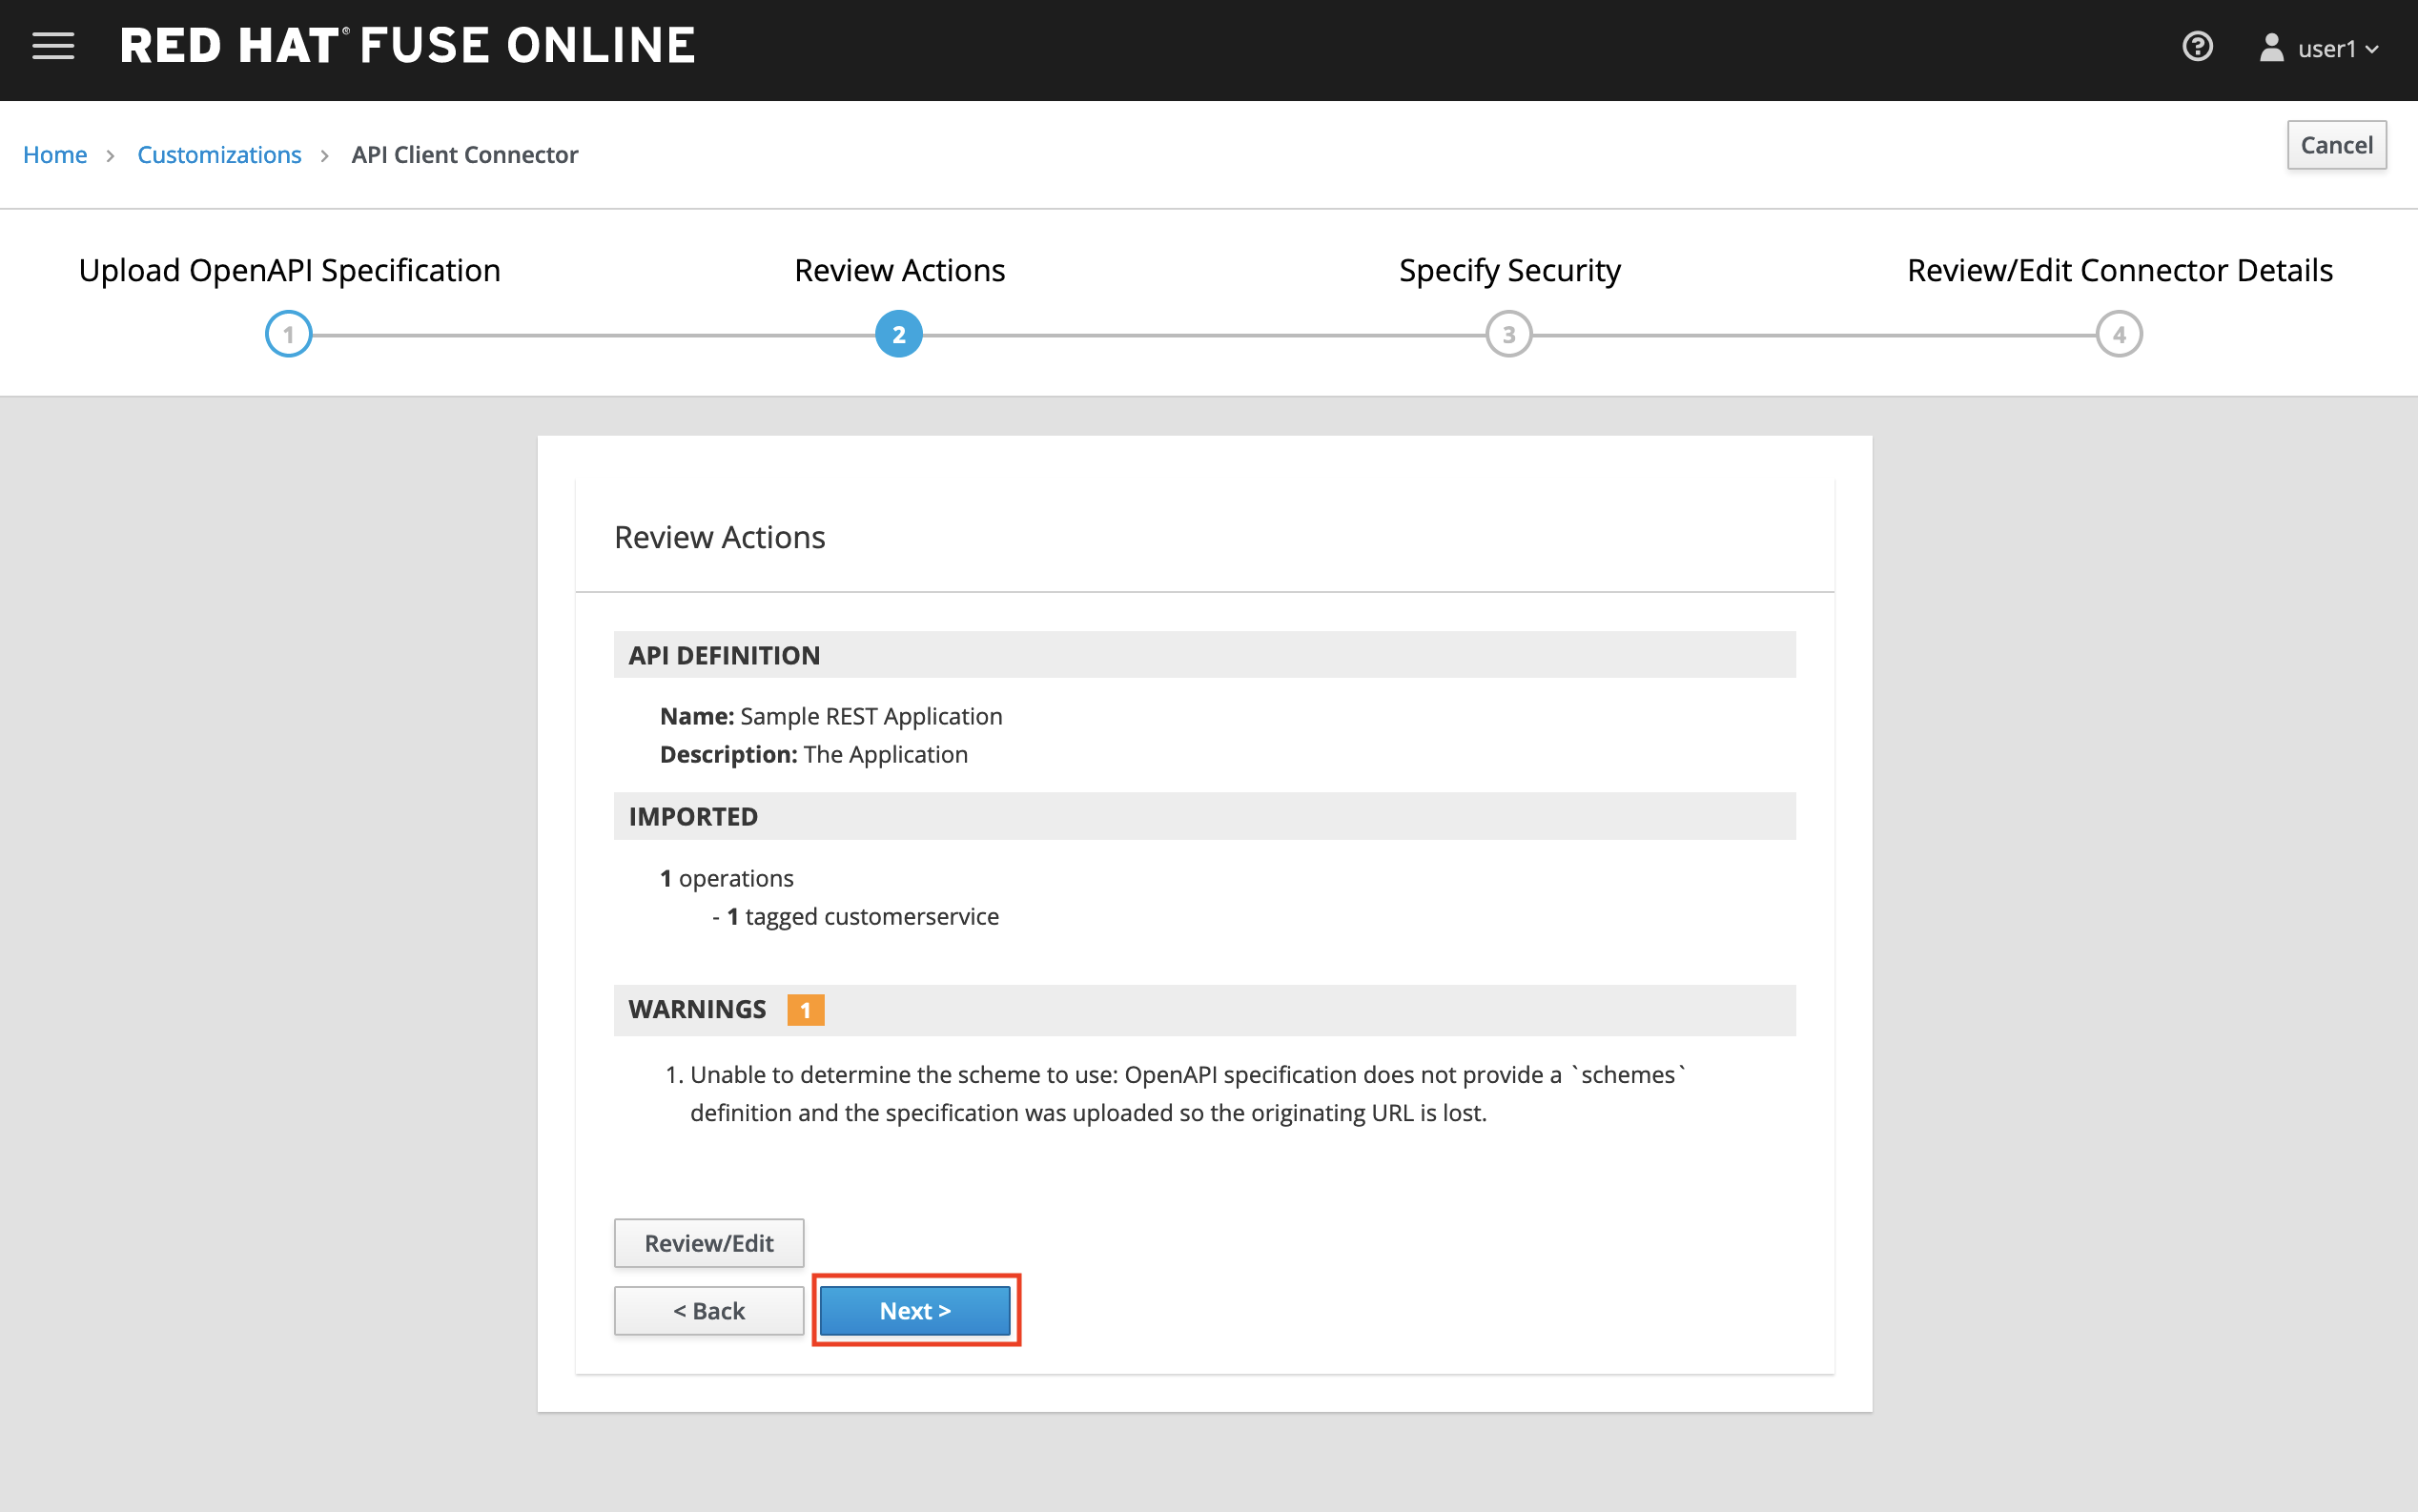 RED HAT® FUSE ONLINE
user1
Home > Customizations > API Client Connector
Cancel
Upload OpenAPI Specification
Review Actions
Specify Security
Review/Edit Connector Details
1
2
3
4
Review Actions
API DEFINITION
Name: Sample REST Application
Description: The Application
IMPORTED
1 operations
- 1 tagged customerservice
WARNINGS 1
1. Unable to determine the scheme to use: OpenAPI specification does not provide a `schemes`
definition and the specification was uploaded so the originating URL is lost.
Review/Edit
< Back
Next >